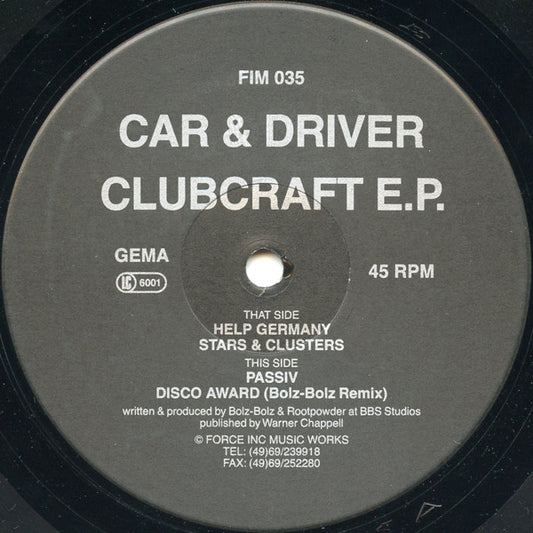 FIM 035
CAR & DRIVER
CLUBCRAFT E.P.
GEMA
LC 6001
45 RPM
THAT SIDE
HELP GERMANY
STARS & CLUSTERS
THIS SIDE
PASSIV
DISCO AWARD (Bolz-Bolz Remix)
written & produced by Bolz-Bolz & Rootpowder at BBS Studios
published by Warner Chappell
© FORCE INC MUSIC WORKS
TEL: (49)69/239918
FAX: (49)69/252280